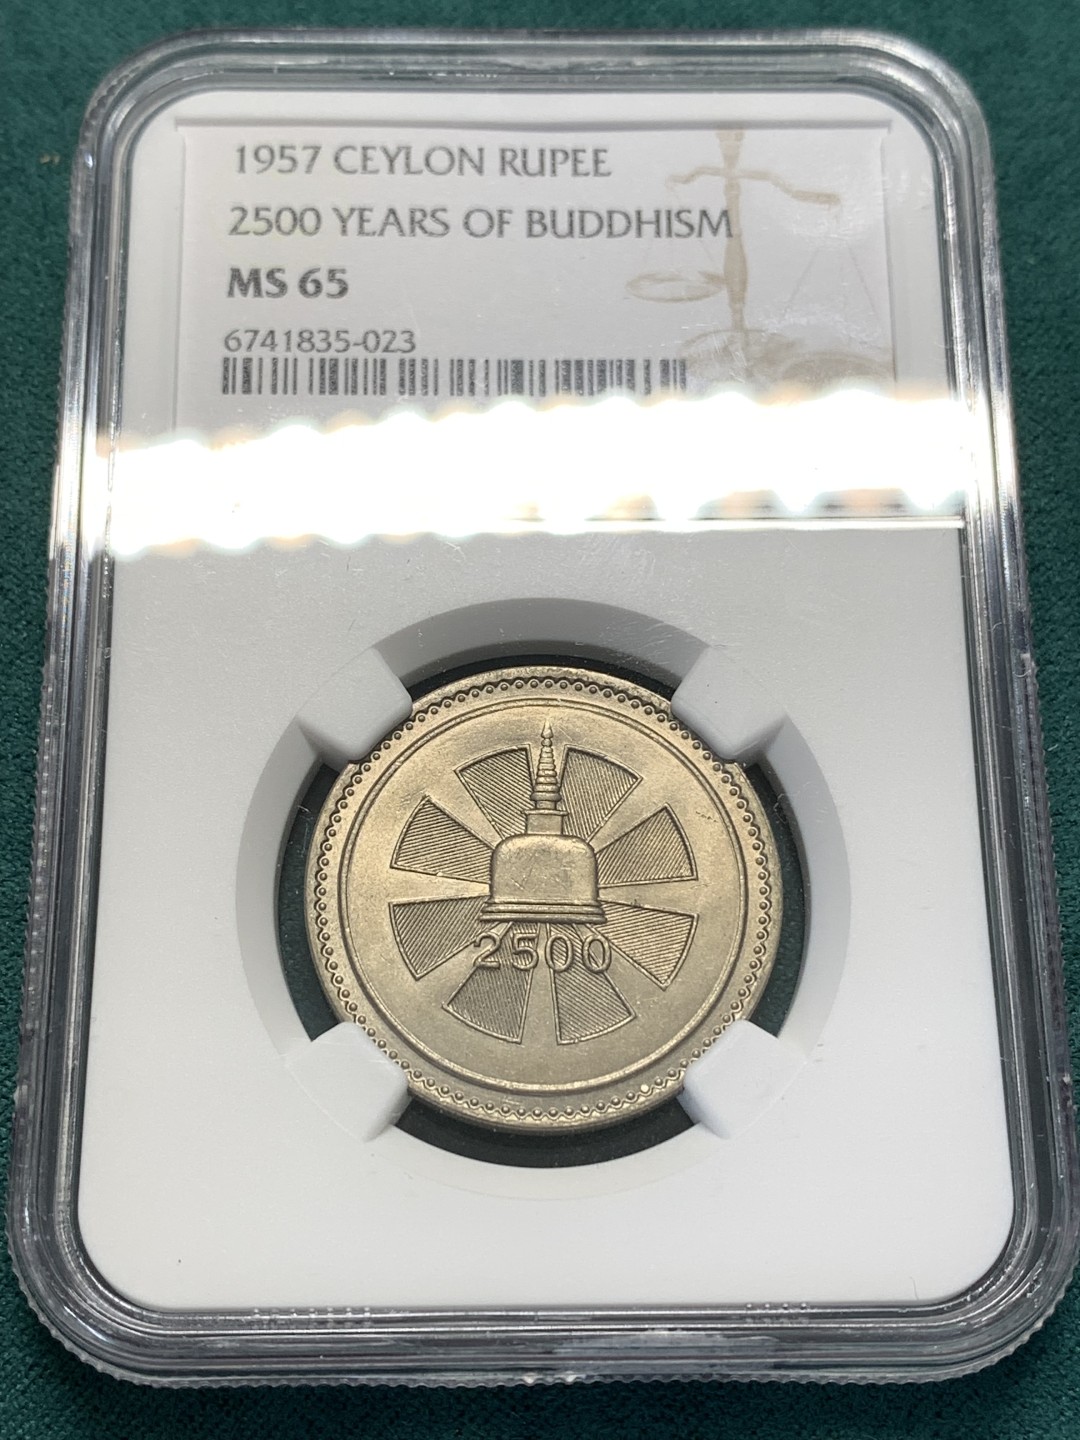 1957 CEYLON RUPEE
2500 YEARS OF BUDDHISM
MS 65
6741835-023
2500